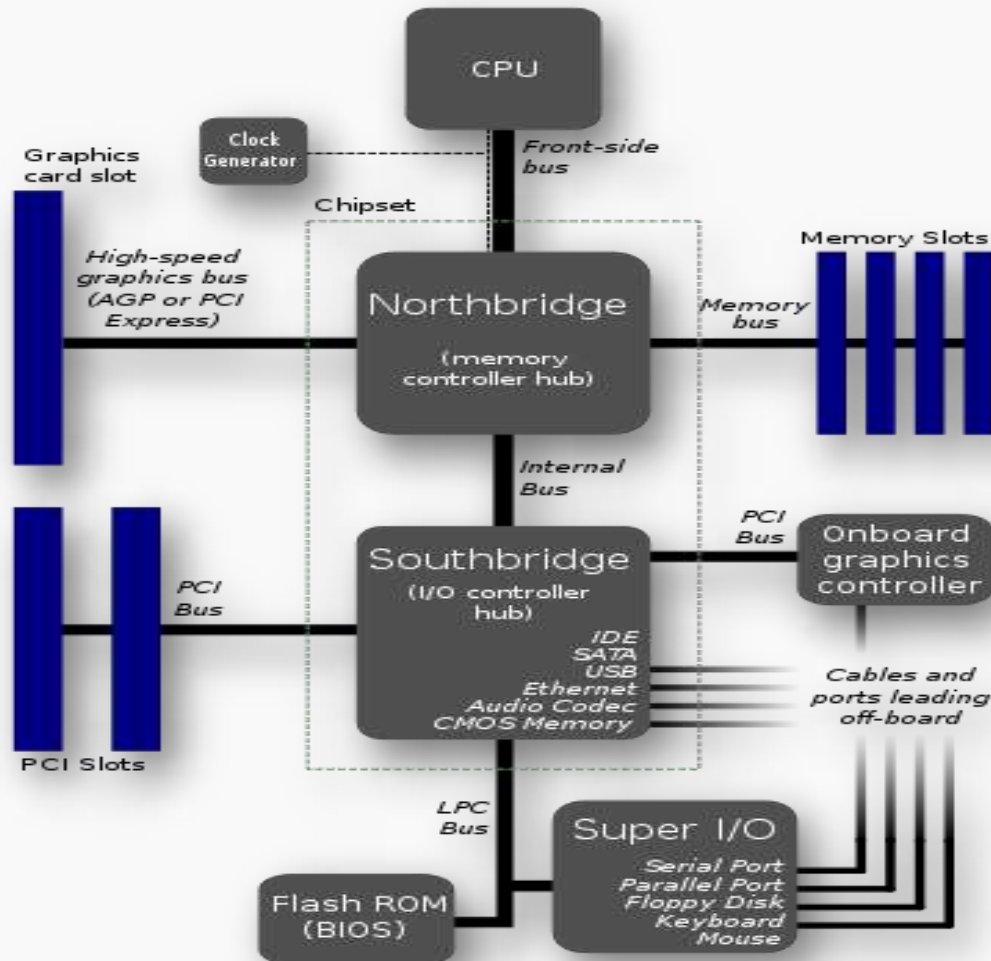 CPU
Clock
Generator
Front-side
bus
Graphics
card slot
Chipset
High-speed
graphics bus
(AGP or PCI
Express)
Northbridge
(memory
controller hub)
Memory Slots
Memory
bus
Internal
Bus
Southbridge
(I/O controller
hub)
IDE
SATA
USB
Ethernet
Audio Codec
CMOS Memory
PCI
Bus
Onboard
graphics
controller
PCI
Bus
PCI Slots
Cables and
ports leading
off-board
LPC
Bus
Super I/O
Serial Port
Parallel Port
Floppy Disk
Keyboard
Mouse
Flash ROM
(BIOS)